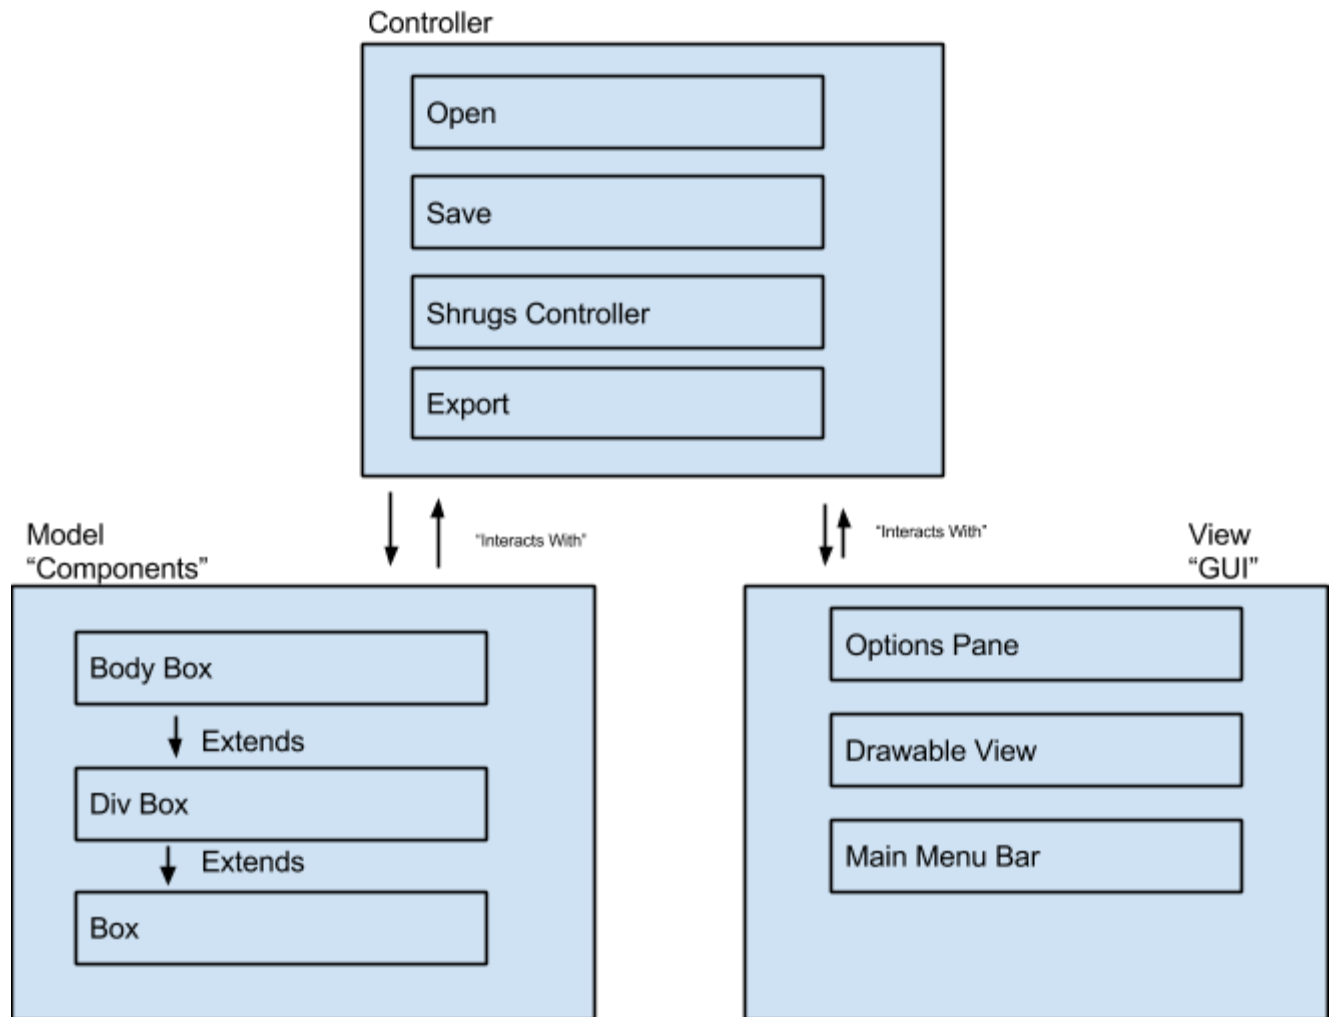 Controller
Open
Save
Shrugs Controller
Export
Model
“Components”
“Interacts With”
“Interacts With”
View
“GUI”
Body Box
Extends
Div Box
Extends
Box
Options Pane
Drawable View
Main Menu Bar